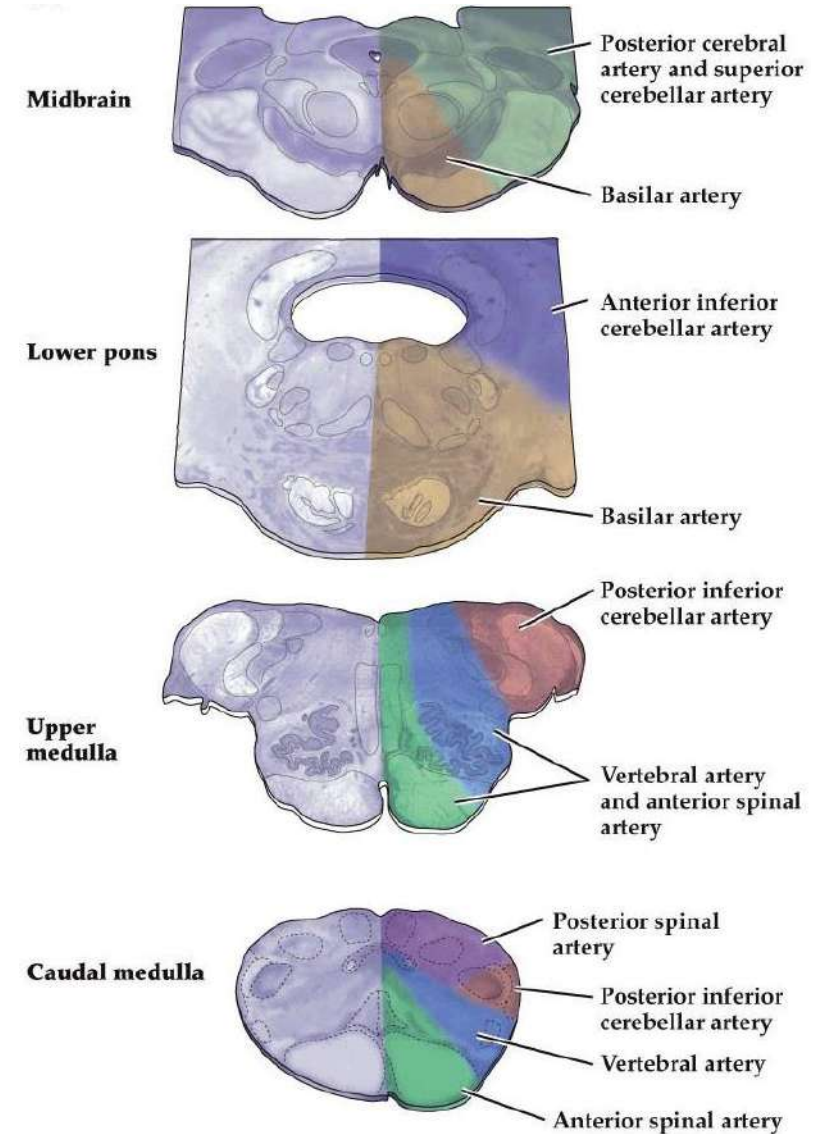 Midbrain
Posterior cerebral
artery and superior
cerebellar artery
Basilar artery
Lower pons
Anterior inferior
cerebellar artery
Basilar artery
Upper
medulla
Posterior inferior
cerebellar artery
Vertebral artery
and anterior spinal
artery
Caudal medulla
Posterior spinal
artery
Posterior inferior
cerebellar artery
Vertebral artery
Anterior spinal artery